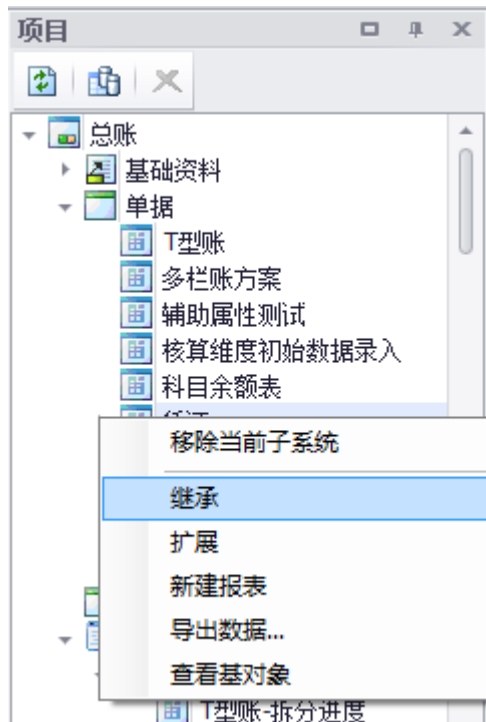 项目
总账
基础资料
单据
T型账
多栏账方案
辅助属性测试
核算维度初始数据录入
科目余额表
移除当前子系统
继承
扩展
新建报表
导出数据...
查看基对象
T型账-拆分进度